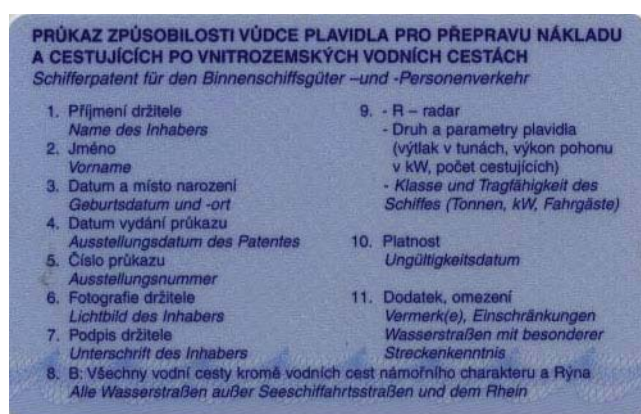 PRŮKAZ ZPŮSOBILOSTI VŮDCE PLAVIDLA PRO PŘEPRAVU NÁKLADU
A CESTUJÍCÍCH PO VNITROZEMSKÝCH VODNÍCH CESTÁCH
Schifferpatent für den Binnenschiffsgüter –und -Personenverkehr
1. Příjmení držitele
Name des Inhabers
2. Jméno
Vorname
3. Datum a místo narození
Geburtsdatum und -ort
4. Datum vydání průkazu
Ausstellungsdatum des Patentes
5. Číslo průkazu
Ausstellungsnummer
6. Fotografie držitele
Lichtbild des Inhabers
7. Podpis držitele
Unterschrift des Inhabers
8. B: Všechny vodní cesty kromě vodních cest námořního charakteru a Rýna
Alle Wasserstraßen außer Seeschiffahrtsstraßen und dem Rhein
9. - R – radar
- Druh a parametry plavidla
(výtlak v tunách, výkon pohonu
v kW, počet cestujících)
- Klasse und Tragfähigkeit des
Schiffes (Tonnen, kW, Fahrgäste)
10. Platnost
Ungültigkeitsdatum
11. Dodatek, omezení
Vermerk(e), Einschränkungen
Wasserstraßen mit besonderer
Streckenkenntnis